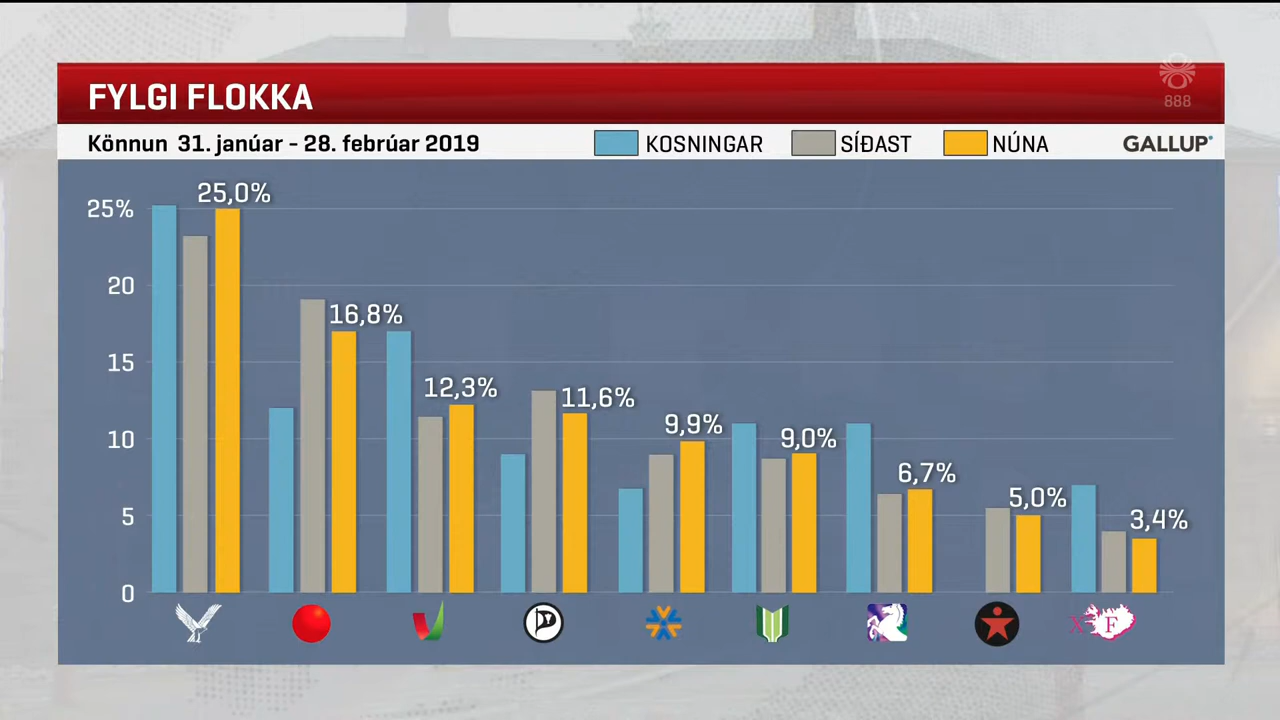 888
FYLGI FLOKKA
Könnun 31. janúar - 28. febrúar 2019
KOSNINGAR
SÍÐAST
NÚNA
GALLUP
25%
20
15
10
5
0
25,0%
16,8%
12,3%
11,6%
9,9%
9,0%
6,7%
5,0%
3,4%
X F